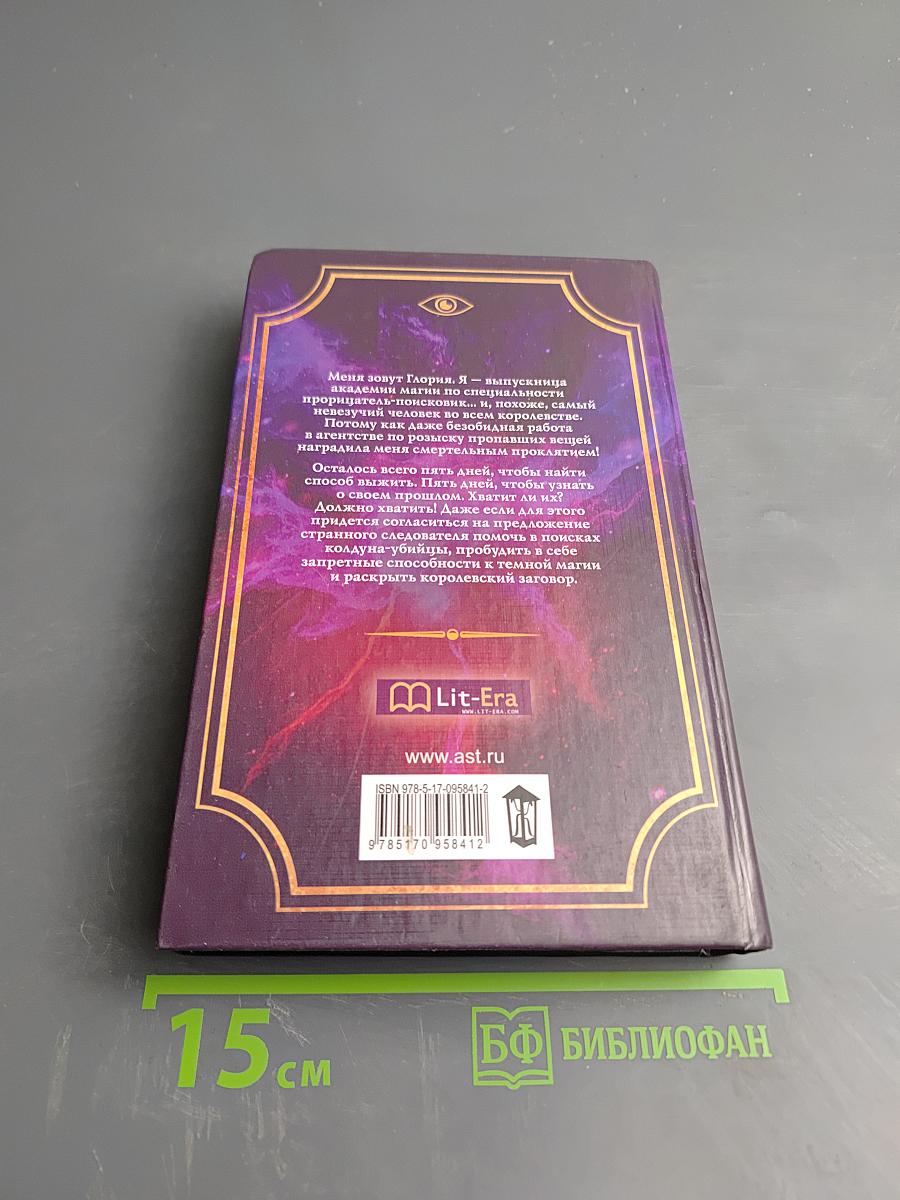 Меня зовут Глория. Я — выпускница
академии магии по специальности
прорицатель-поисковик... и, похоже, самый
невезучий человек во всем королевстве.
Потому как даже безобидная работа
в агентстве по розыску пропавших вещей
наградила меня смертельным проклятием!
Осталось всего пять дней, чтобы найти
способ выжить. Пять дней, чтобы узнать
о своем прошлом. Хватит ли их?
Должно хватить! Даже если для этого
придется согласиться на предложение
странного следователя помочь в поисках
колдуна-убийцы, пробудить в себе
запретные способности к темной магии
и раскрыть королевский заговор.
Lit-Era
WWW.LIT-ERA.COM
www.ast.ru
ISBN 978-5-17-095841-2
9 785170 958412
15 см
БФ БИБЛИОФАН